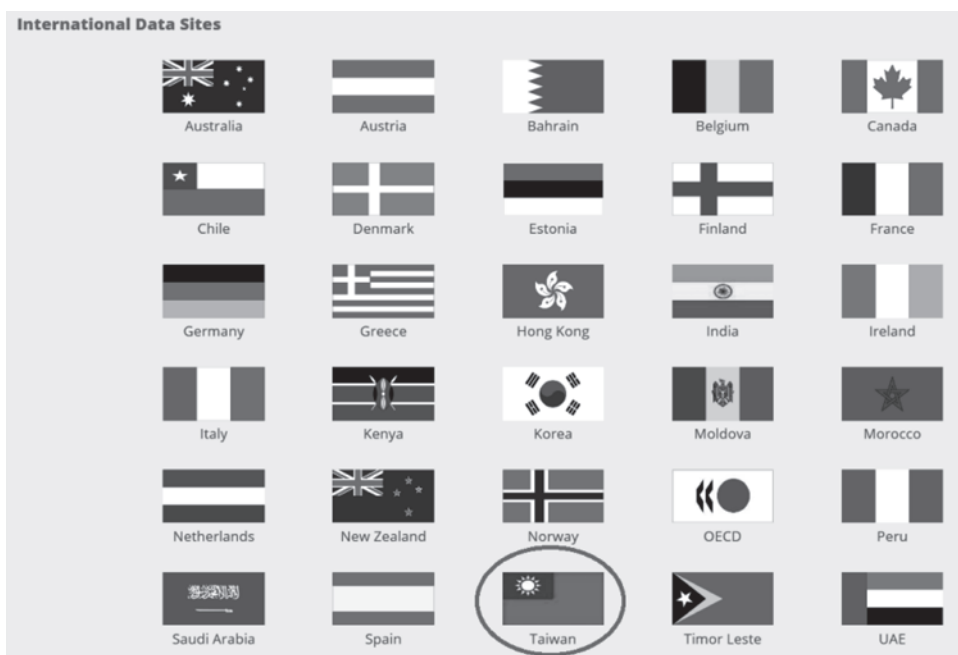 International Data Sites
Australia Austria Bahrain Belgium Canada
Chile Denmark Estonia Finland France
Germany Greece Hong Kong India Ireland
Italy Kenya Korea Moldova Morocco
Netherlands New Zealand Norway OECD Peru
Saudi Arabia Spain Taiwan Timor Leste UAE